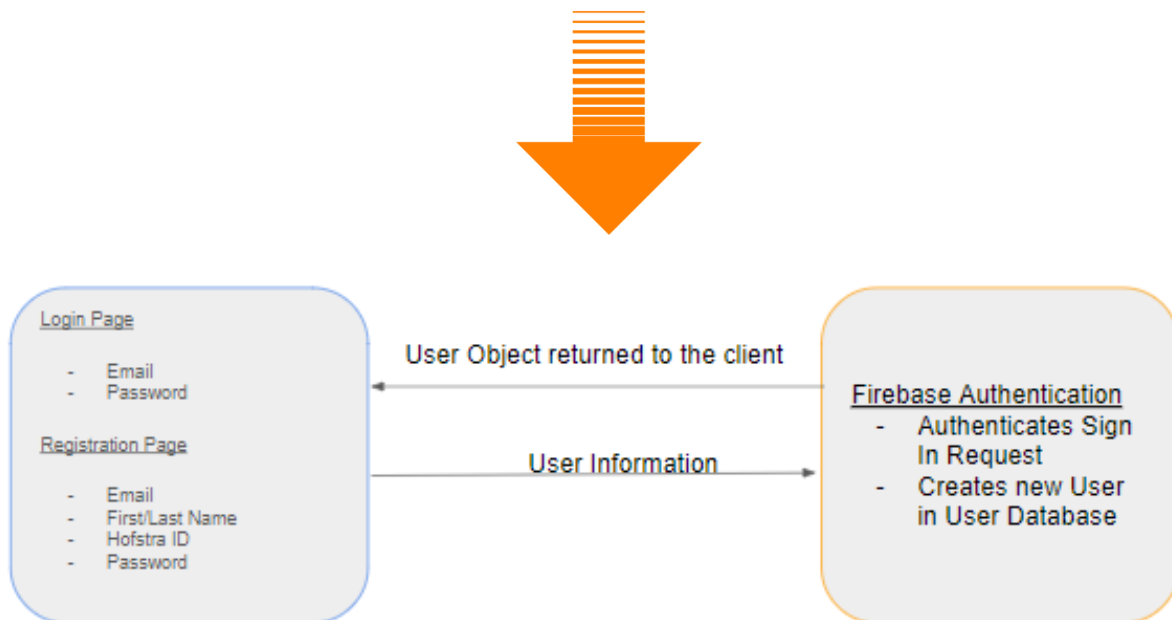 Login Page
- Email
- Password
Registration Page
- Email
- First/Last Name
- Hofstra ID
- Password
User Object returned to the client
User Information
Firebase Authentication
- Authenticates Sign
In Request
- Creates new User
in User Database